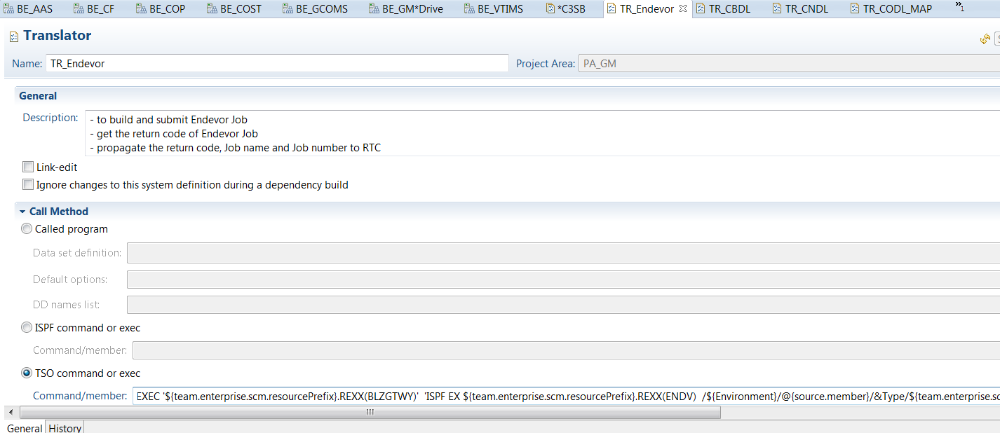 BE_AAS BE_CF BE_COP BE_COST BE_GCOMS BE_GM*Drive BE_VTIMS *C3SB TR_Endevor TR_CBDL TR_CNDL TR_CODL_MAP »1
Translator
Name: TR_Endevor Project Area: PA_GM
General
Description: - to build and submit Endevor Job
- get the return code of Endevor Job
- propagate the return code, Job name and Job number to RTC
Link-edit
Ignore changes to this system definition during a dependency build
Call Method
Called program
Data set definition:
Default options:
DD names list:
ISPF command or exec
Command/member:
TSO command or exec
Command/member: EXEC '${team.enterprise.scm.resourcePrefix}.REXX(BLZGTWY)' 'ISPF EX ${team.enterprise.scm.resourcePrefix}.REXX(ENDV) /${Environment}/@{source.member}/&Type/${team.enterprise.sc
General History